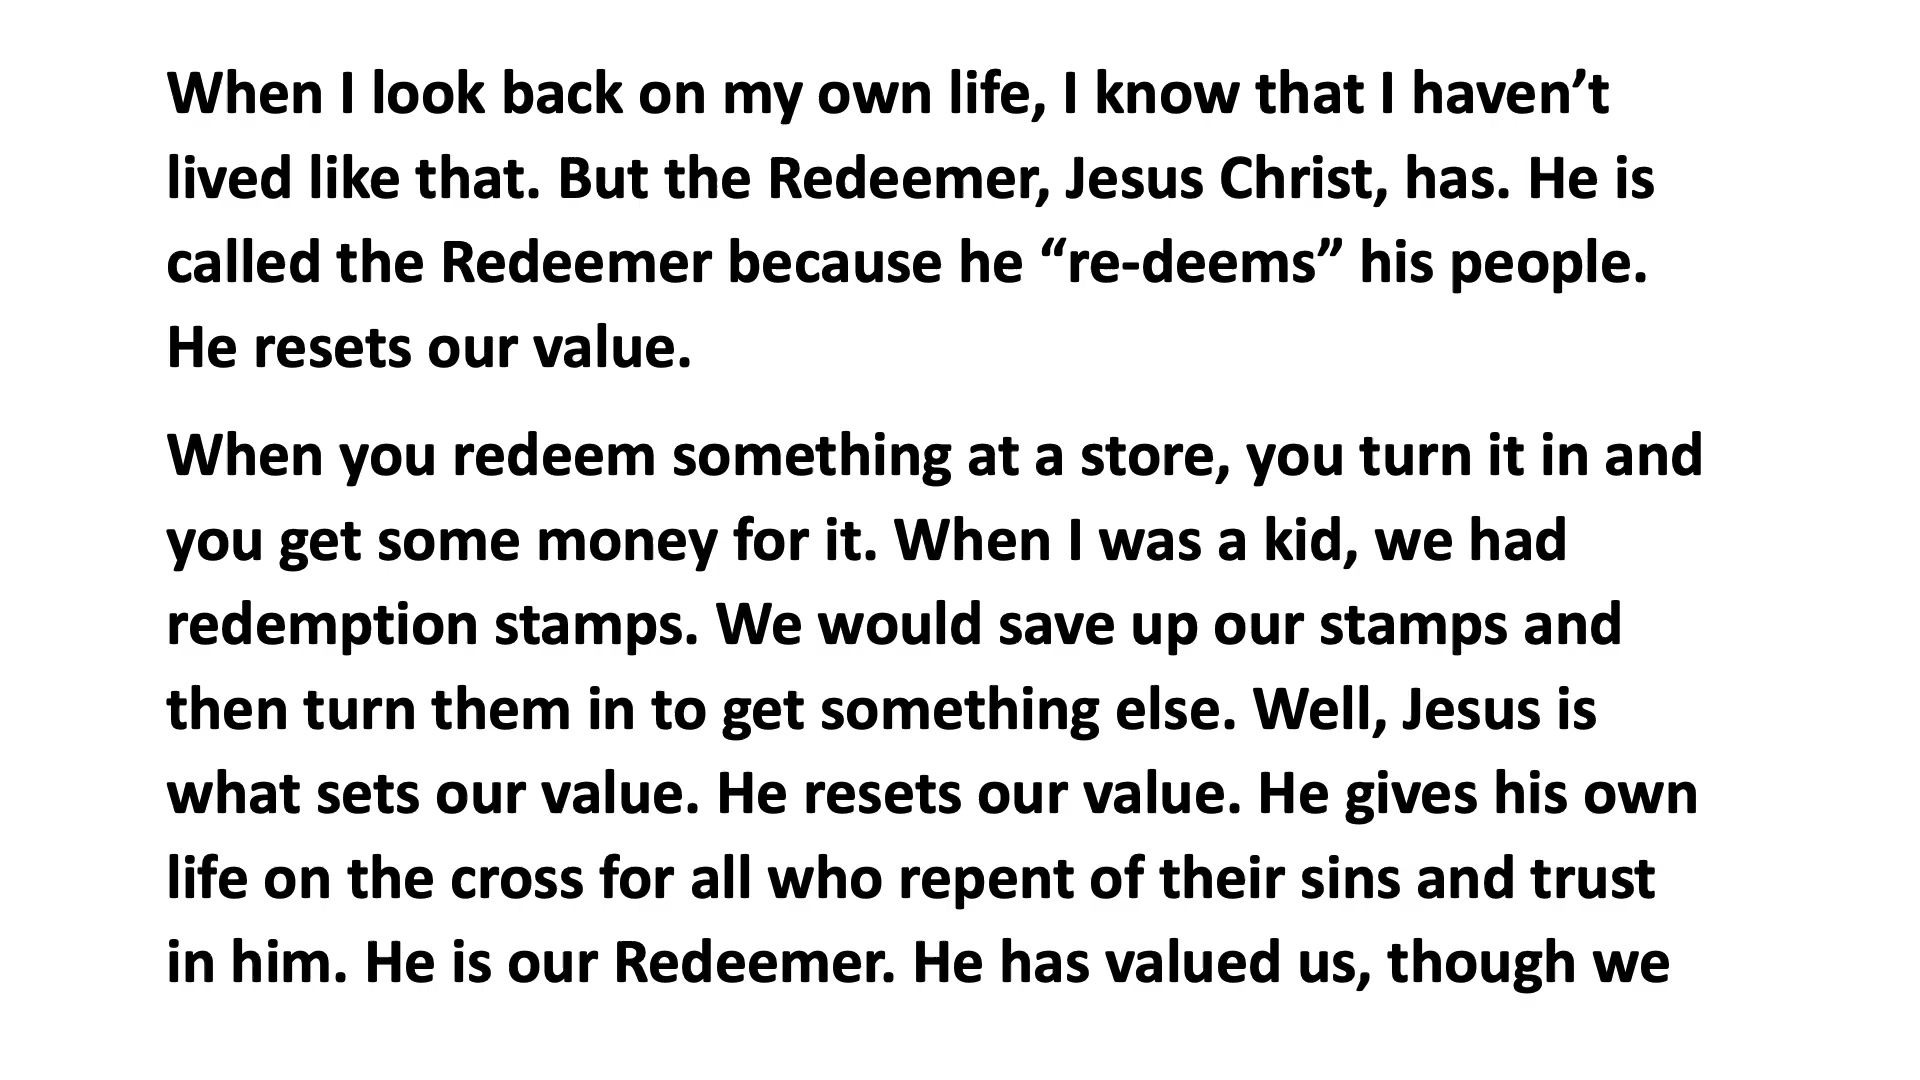 When I look back on my own life, I know that I haven’t
lived like that. But the Redeemer, Jesus Christ, has. He is
called the Redeemer because he “re-deems” his people.
He resets our value.
When you redeem something at a store, you turn it in and
you get some money for it. When I was a kid, we had
redemption stamps. We would save up our stamps and
then turn them in to get something else. Well, Jesus is
what sets our value. He resets our value. He gives his own
life on the cross for all who repent of their sins and trust
in him. He is our Redeemer. He has valued us, though we